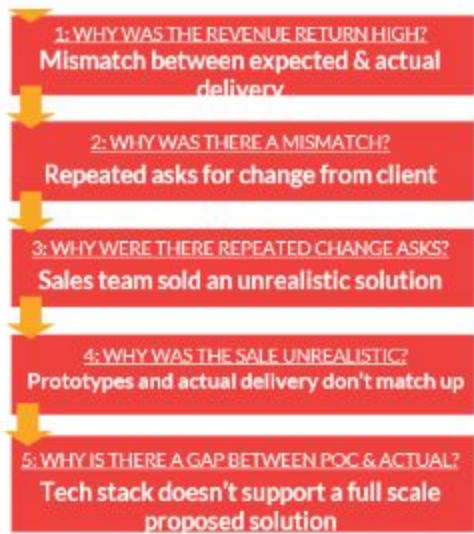 1: WHY WAS THE REVENUE RETURN HIGH?
Mismatch between expected & actual
delivery
2: WHY WAS THERE A MISMATCH?
Repeated asks for change from client
3: WHY WERE THERE REPEATED CHANGE ASKS?
Sales team sold an unrealistic solution
4: WHY WAS THE SALE UNREALISTIC?
Prototypes and actual delivery don't match up
5: WHY IS THERE A GAP BETWEEN POC & ACTUAL?
Tech stack doesn't support a full scale
proposed solution